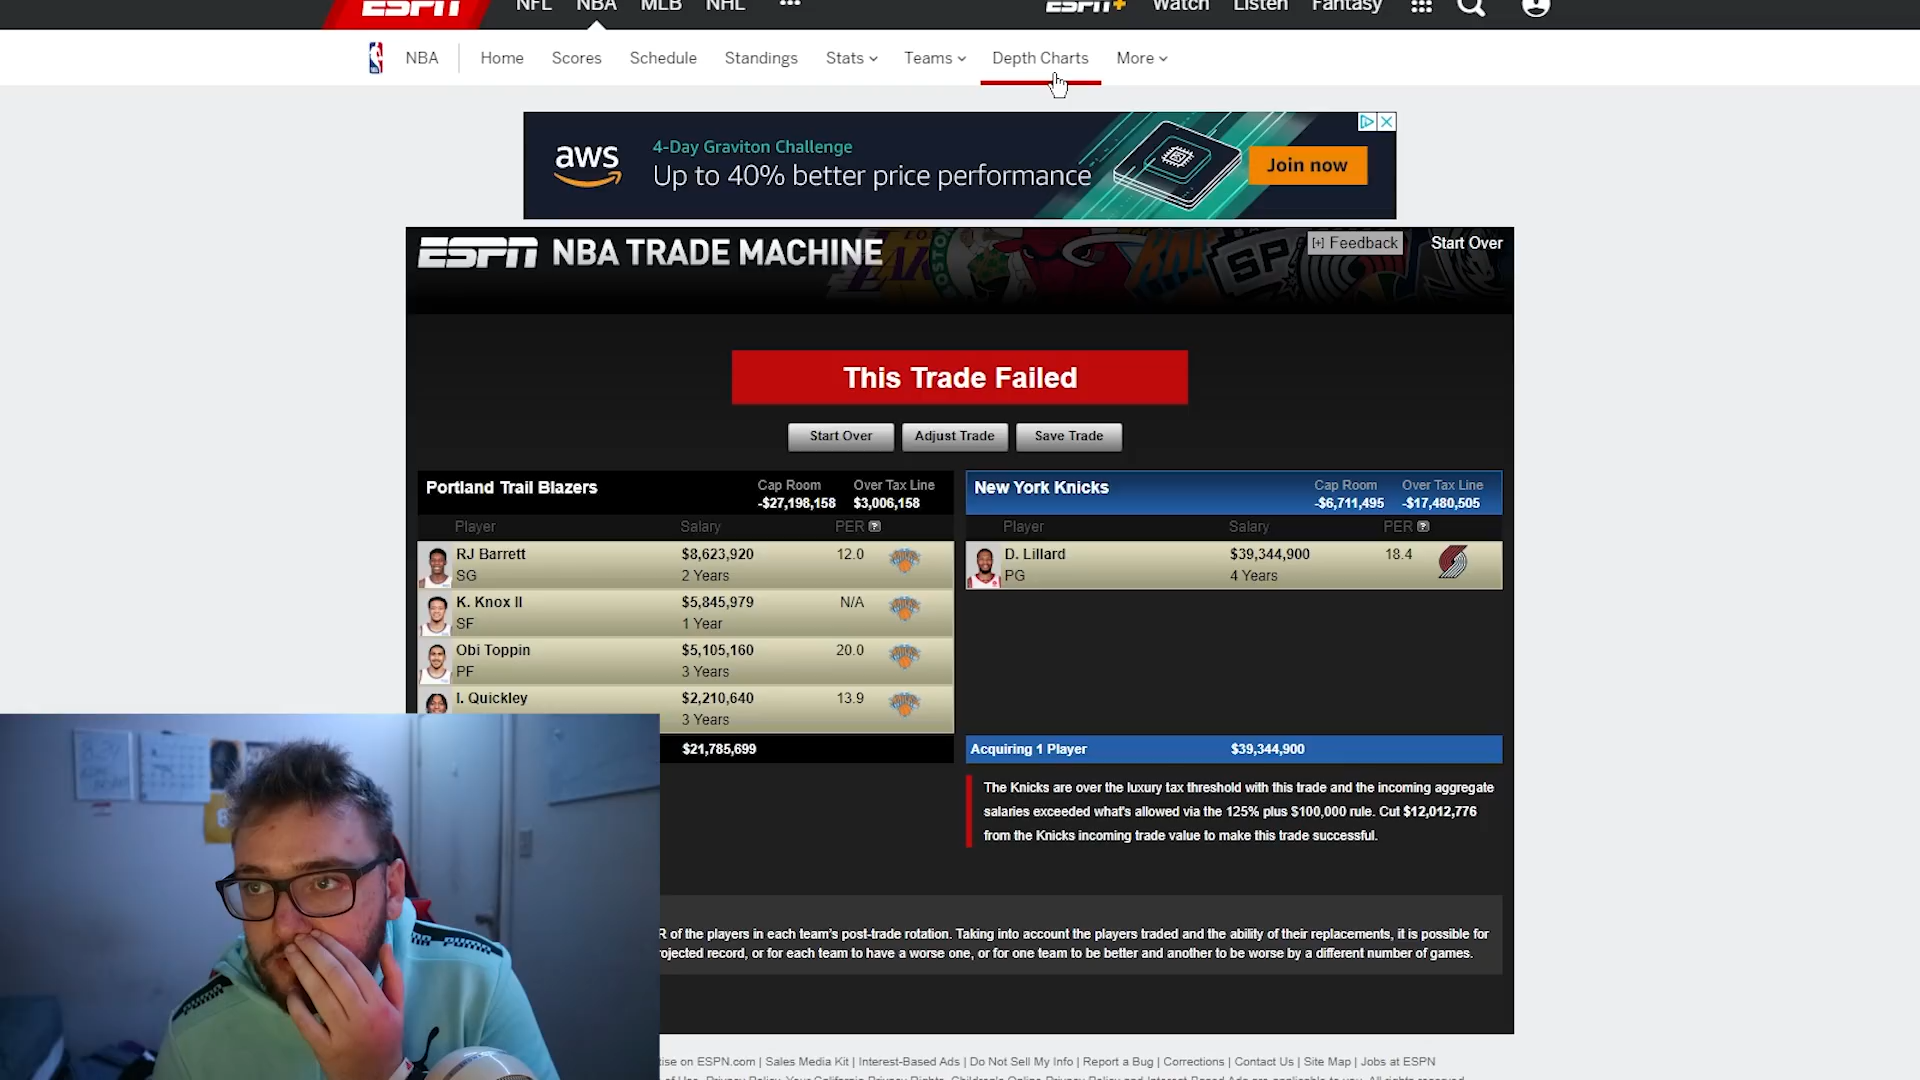 ESPN NFL NBA MLB NHL ••• ESPN+ Watch Listen Fantasy
NBA Home Scores Schedule Standings Stats Teams Depth Charts More
aws
4-Day Graviton Challenge
Up to 40% better price performance
Join now
ESPN NBA TRADE MACHINE
[+] Feedback
Start Over
This Trade Failed
Start Over Adjust Trade Save Trade
Portland Trail Blazers
Cap Room Over Tax Line
-$27,198,158 $3,006,158
Player Salary PER ?
RJ Barrett $8,623,920 12.0
SG 2 Years
K. Knox II $5,845,979 N/A
SF 1 Year
Obi Toppin $5,105,160 20.0
PF 3 Years
I. Quickley $2,210,640 13.9
3 Years
$21,785,699
New York Knicks
Cap Room Over Tax Line
-$6,711,495 -$17,480,505
Player Salary PER ?
D. Lillard $39,344,900 18.4
PG 4 Years
Acquiring 1 Player $39,344,900
The Knicks are over the luxury tax threshold with this trade and the incoming aggregate
salaries exceeded what's allowed via the 125% plus $100,000 rule. Cut $12,012,776
from the Knicks incoming trade value to make this trade successful.
R of the players in each team's post-trade rotation. Taking into account the players traded and the ability of their replacements, it is possible for
ojected record, or for each team to have a worse one, or for one team to be better and another to be worse by a different number of games.
tise on ESPN.com | Sales Media Kit | Interest-Based Ads | Do Not Sell My Info | Report a Bug | Corrections | Contact Us | Site Map | Jobs at ESPN
PUMA